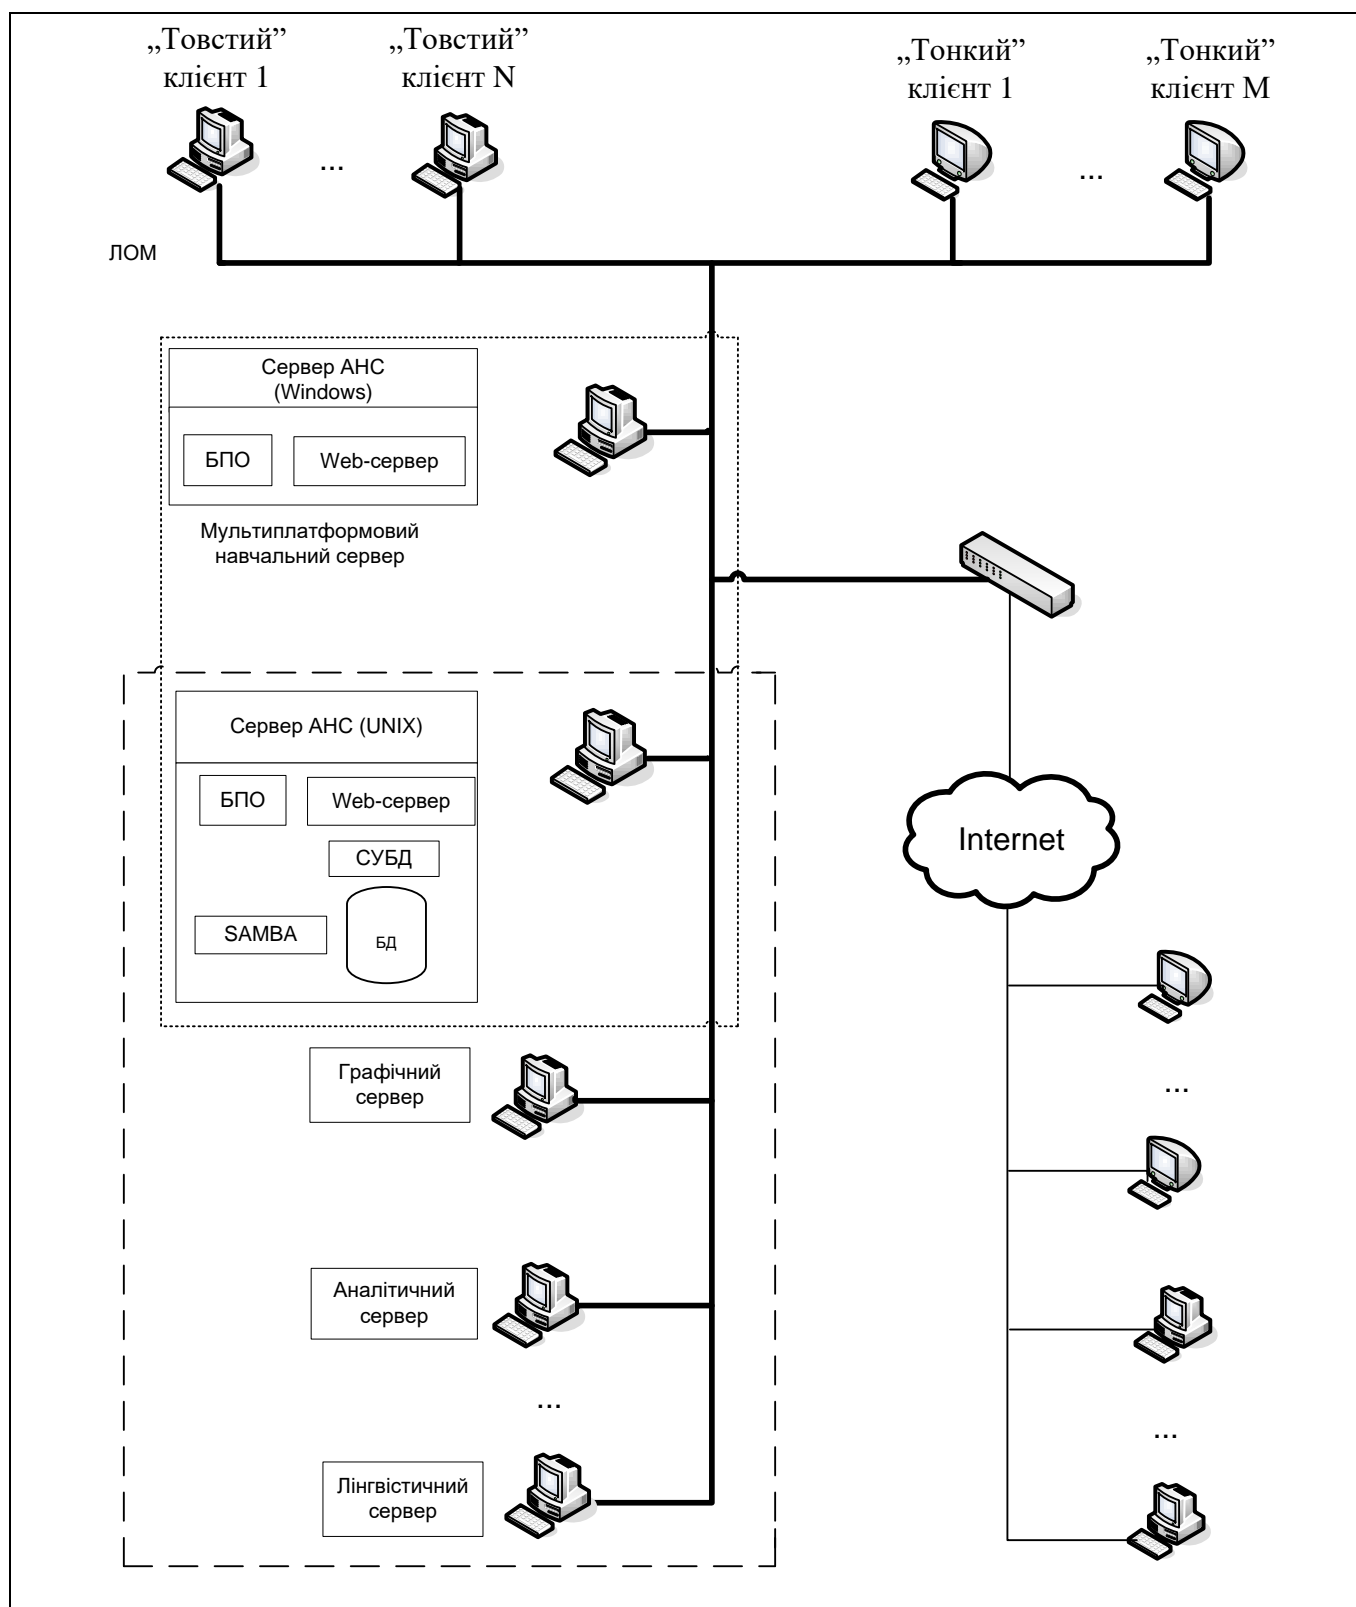 „Товстий”
клієнт 1
„Товстий”
клієнт N
„Тонкий”
клієнт 1
„Тонкий”
клієнт M
...
...
ЛОМ
Сервер АНС
(Windows)
БПО
Web-сервер
Мультиплатформовий
навчальний сервер
Сервер АНС (UNIX)
БПО
Web-сервер
СУБД
SAMBA
БД
Internet
Графічний
сервер
...
Аналітичний
сервер
...
...
Лінгвістичний
сервер